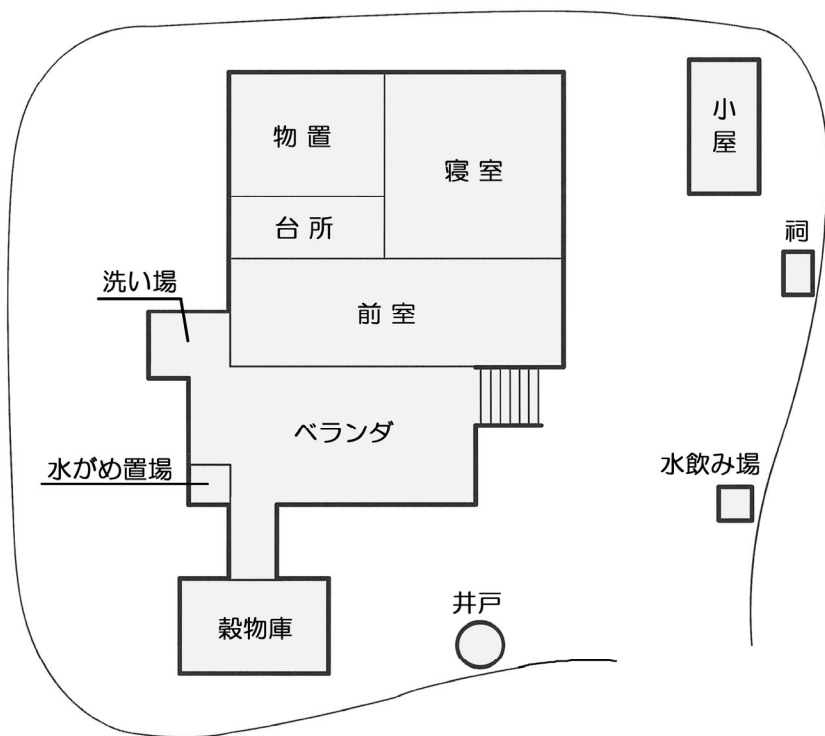 小屋
物置
寝室
台所
祠
洗い場
前室
ベランダ
水がめ置場
水飲み場
穀物庫
井戸